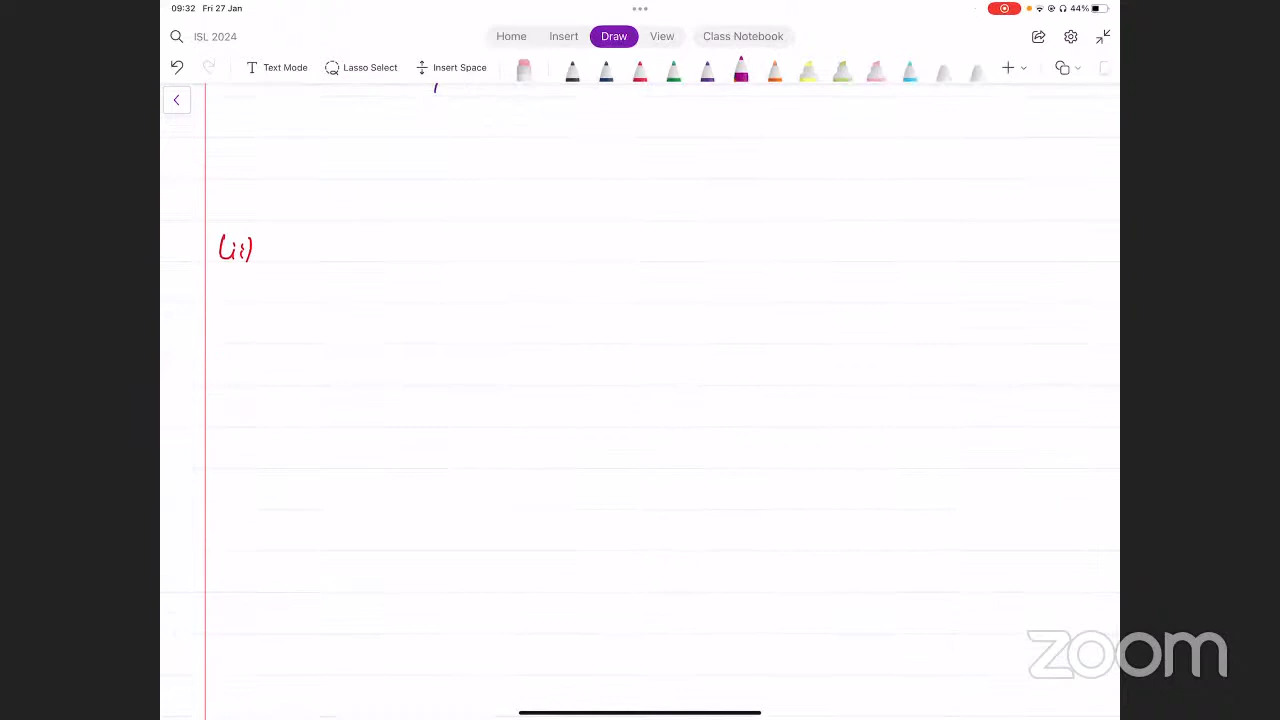 09:32 Fri 27 Jan
44%
ISL 2024
Home Insert Draw View Class Notebook
Text Mode Lasso Select Insert Space
(ii)
zoom